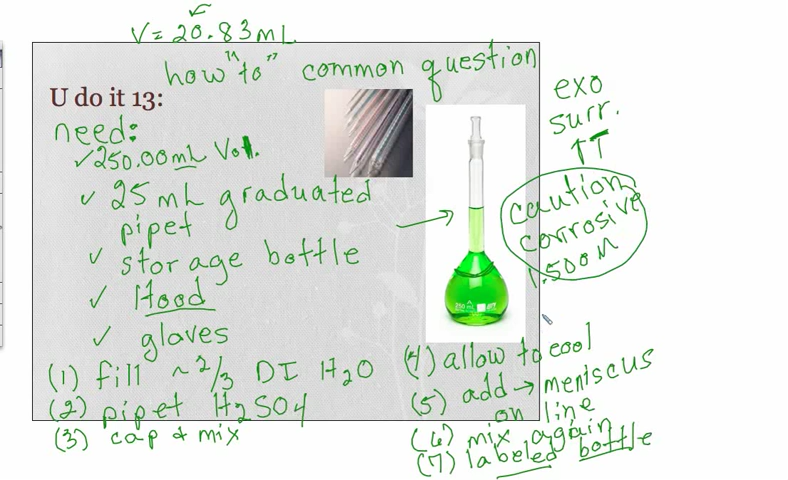 V = 20.83 mL
how "to" common question
U do it 13:
need:
✓250.00mL Vol.
✓ 25 mL graduated
pipet
✓ storage bottle
✓ Hood
✓ gloves
(1) fill ~ 2/3 DI H2O
(2) pipet H2SO4
(3) cap & mix
exo
surr.
↑T
caution
corrosive
1.500 M
250 ml
(4) allow to cool
(5) add → meniscus
on line
(6) mix again
(7) labeled bottle